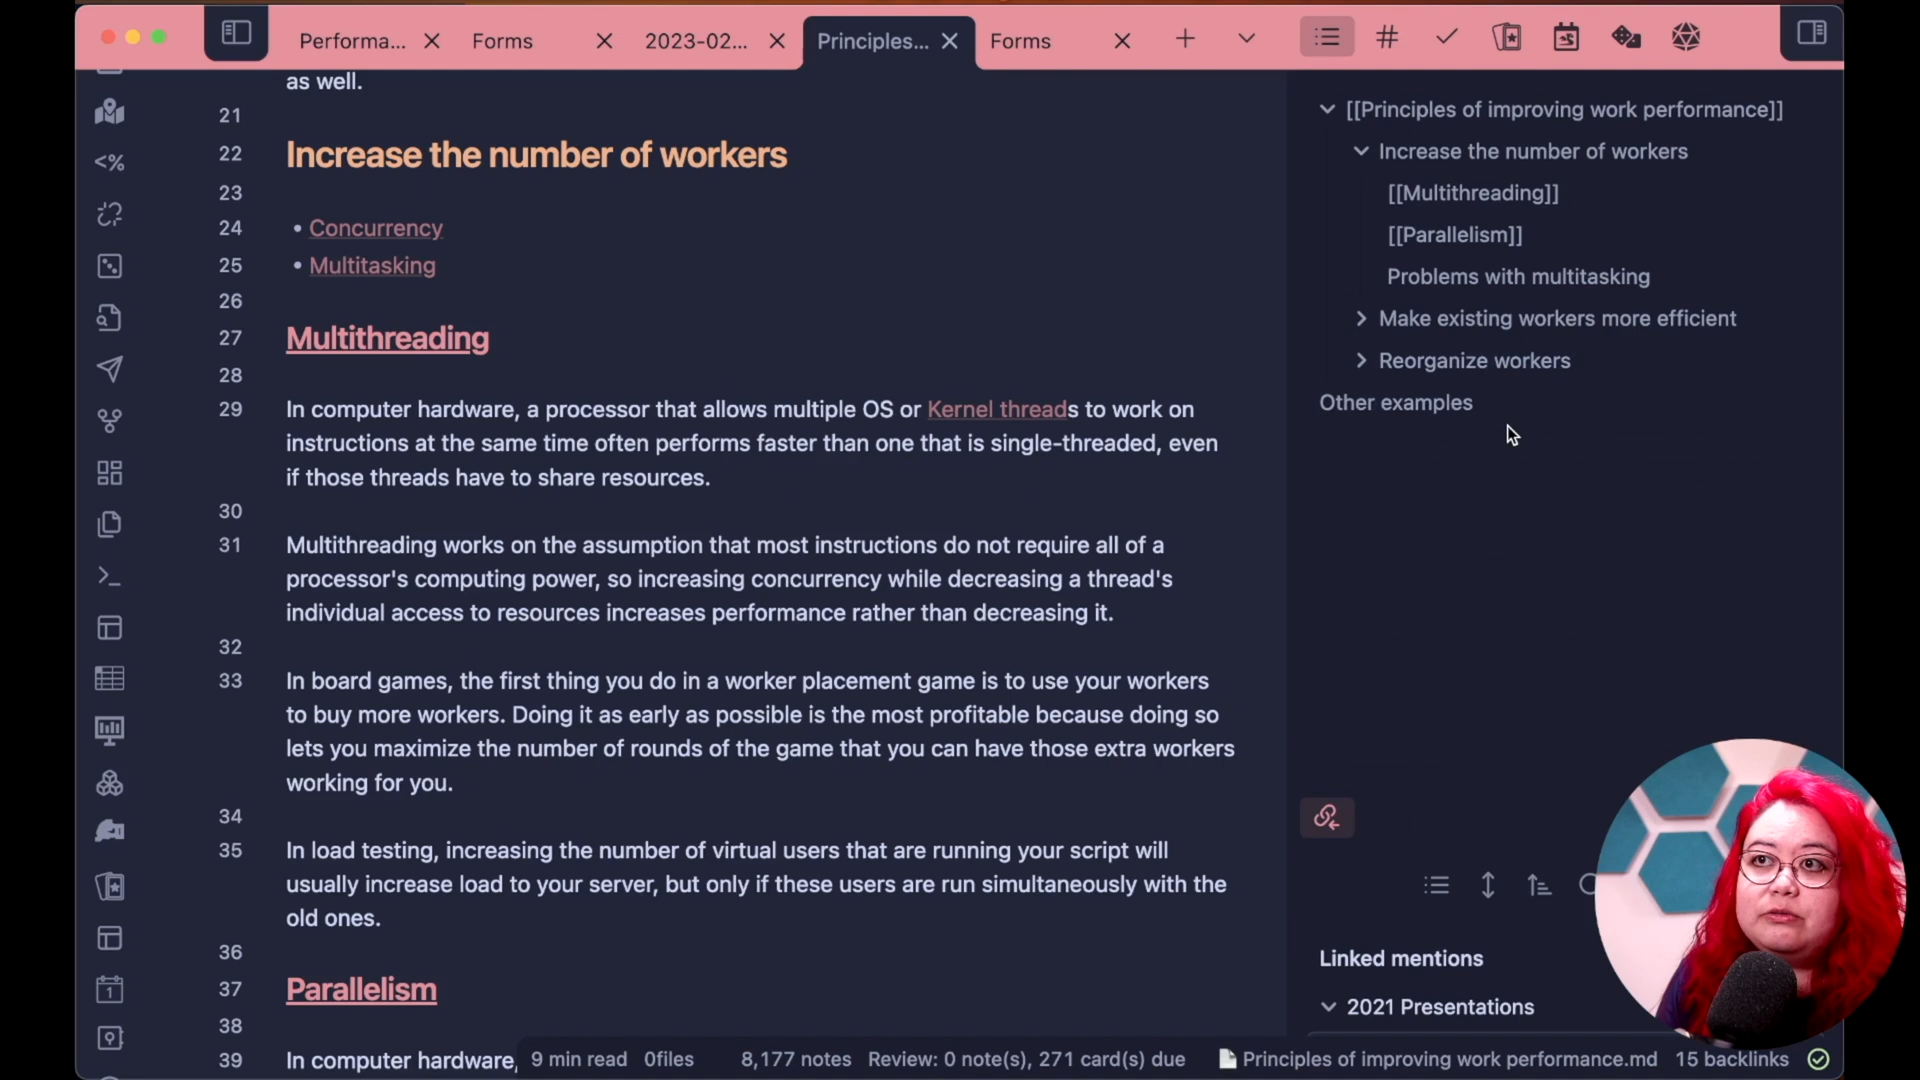 Performa...
Forms
2023-02...
Principles...
Forms
as well.
21
22 Increase the number of workers
23
24 • Concurrency
25 • Multitasking
26
27 Multithreading
28
29 In computer hardware, a processor that allows multiple OS or Kernel threads to work on
instructions at the same time often performs faster than one that is single-threaded, even
if those threads have to share resources.
30
31 Multithreading works on the assumption that most instructions do not require all of a
processor's computing power, so increasing concurrency while decreasing a thread's
individual access to resources increases performance rather than decreasing it.
32
33 In board games, the first thing you do in a worker placement game is to use your workers
to buy more workers. Doing it as early as possible is the most profitable because doing so
lets you maximize the number of rounds of the game that you can have those extra workers
working for you.
34
35 In load testing, increasing the number of virtual users that are running your script will
usually increase load to your server, but only if these users are run simultaneously with the
old ones.
36
37 Parallelism
38
39 In computer hardware,
[[Principles of improving work performance]]
Increase the number of workers
[[Multithreading]]
[[Parallelism]]
Problems with multitasking
Make existing workers more efficient
Reorganize workers
Other examples
Linked mentions
2021 Presentations
9 min read 0files 8,177 notes Review: 0 note(s), 271 card(s) due Principles of improving work performance.md 15 backlinks